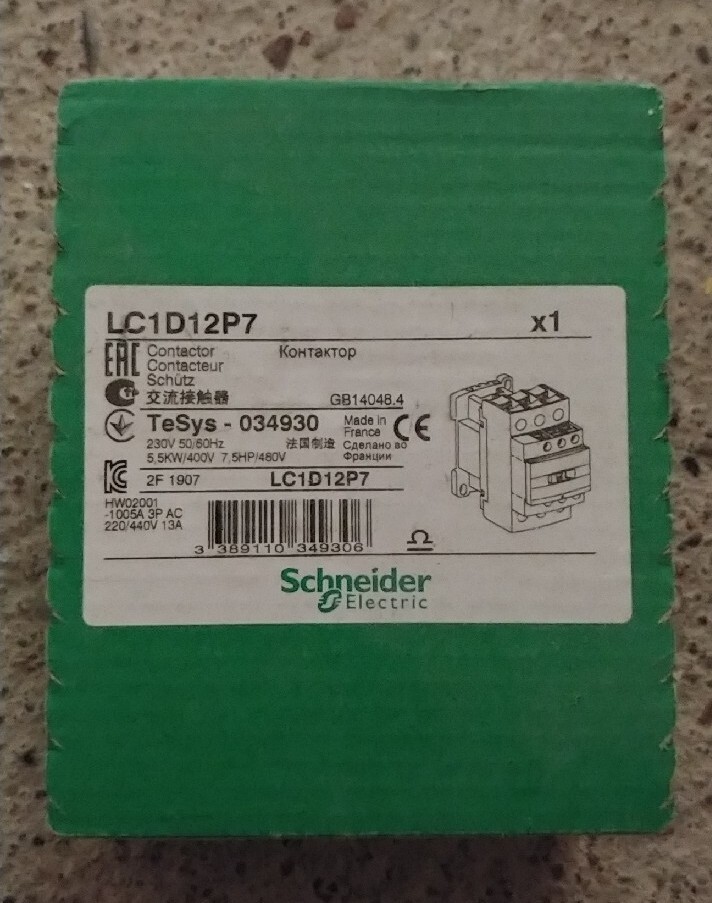 LC1D12P7 x1
EAC Contactor Контактор
Contacteur
Schütz
交流接触器 GB14048.4
TeSys - 034930 Made in France CE
230V 50/60Hz 法国制造 Сделано во Франции
5,5KW/400V 7,5HP/480V
2F 1907 LC1D12P7
HW02001
-1005A 3P AC
220/440V 13A
3 389110 349306
Schneider
Electric